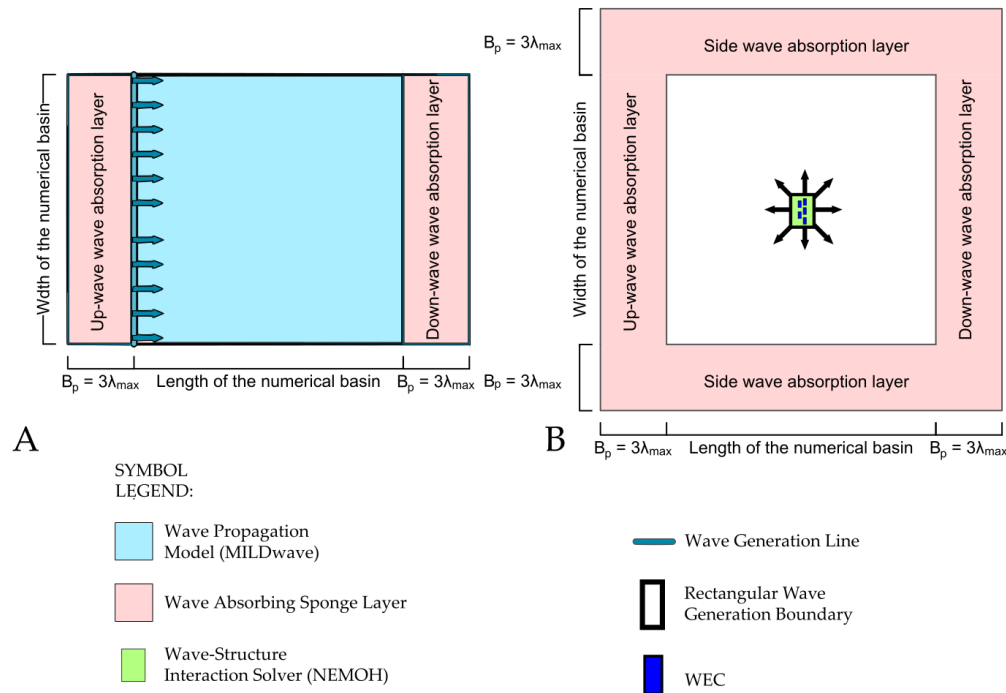 Wdth of the numerical basin
Up-wave wave absorption layer
Down-wave wave absorption layer
Bp = 3λmax
Length of the numerical basin
Bp = 3λmax
A
Bp = 3λmax
Side wave absorption layer
Width of the numerical basin
Up-wave wave absorption layer
Down-wave wave absorption layer
Bp = 3λmax
Side wave absorption layer
Bp = 3λmax
Length of the numerical basin
Bp = 3λmax
B
SYMBOL
LEGEND:
Wave Propagation
Model (MILDwave)
Wave Absorbing Sponge Layer
Wave-Structure
Interaction Solver (NEMOH)
Wave Generation Line
Rectangular Wave
Generation Boundary
WEC